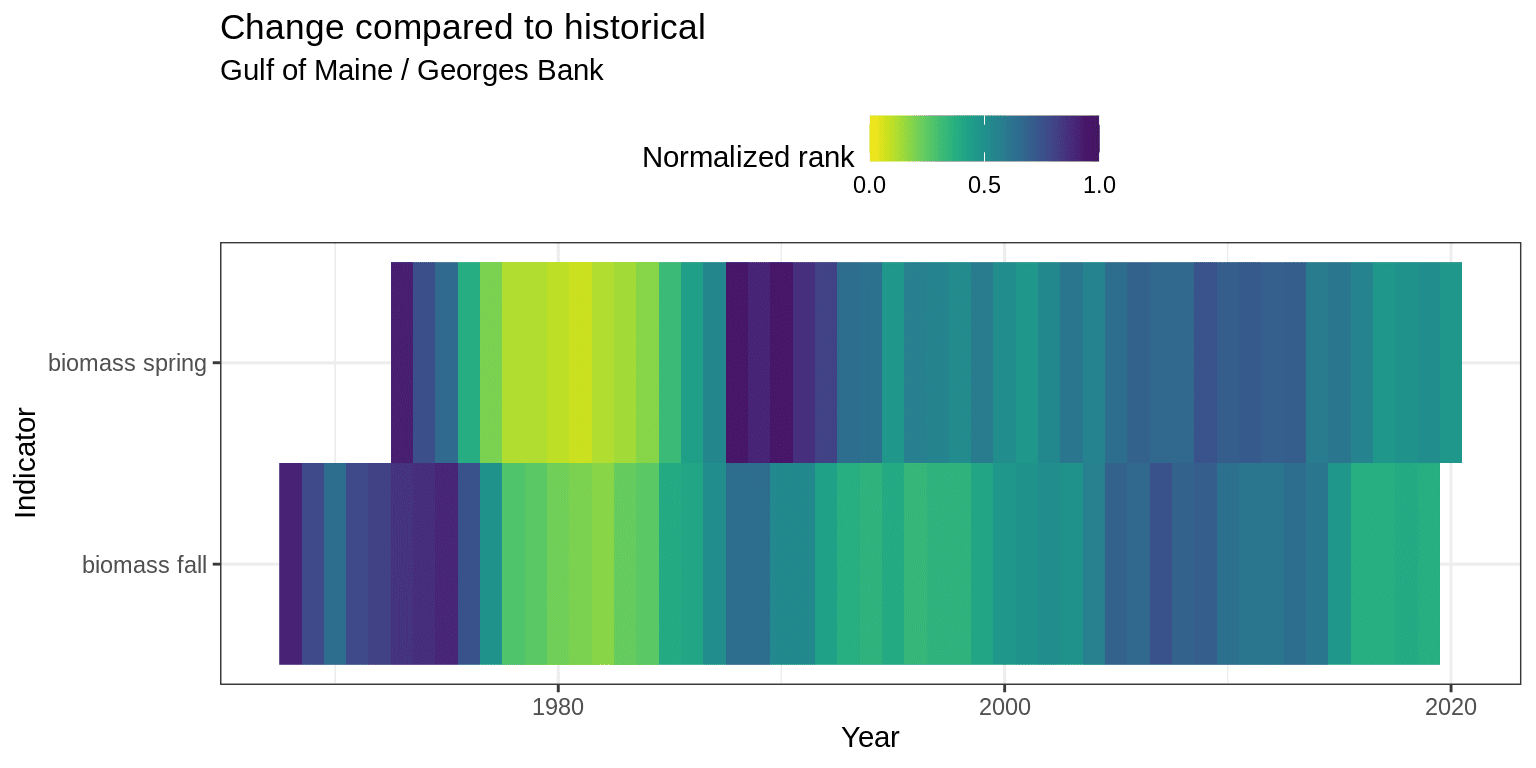 Change compared to historical
Gulf of Maine / Georges Bank
Normalized rank
0.0 0.5 1.0
biomass spring
biomass fall
Indicator
1980 2000 2020
Year